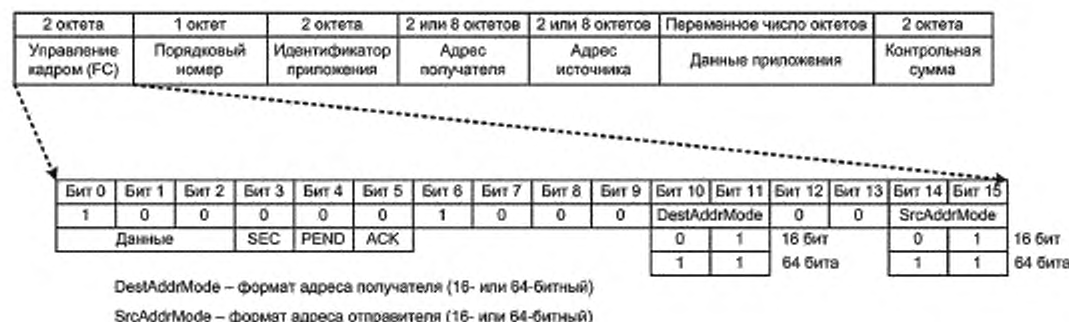 2 октета 1 октет 2 октета 2 или 8 октетов 2 или 8 октетов Переменное число октетов 2 октета
Управление Порядковый Идентификатор Адрес Адрес Данные приложения Контрольная
кадром (FC) номер приложения получателя источника сумма
Бит 0 Бит 1 Бит 2 Бит 3 Бит 4 Бит 5 Бит 6 Бит 7 Бит 8 Бит 9 Бит 10 Бит 11 Бит 12 Бит 13 Бит 14 Бит 15
1 0 0 0 0 0 1 0 0 0 DestAddrMode 0 0 SrcAddrMode
Данные SEC PEND ACK 0 1 16 бит 0 1 16 бит
1 1 64 бита 1 1 64 бита
DestAddrMode – формат адреса получателя (16- или 64-битный)
SrcAddrMode – формат адреса отправителя (16- или 64-битный)